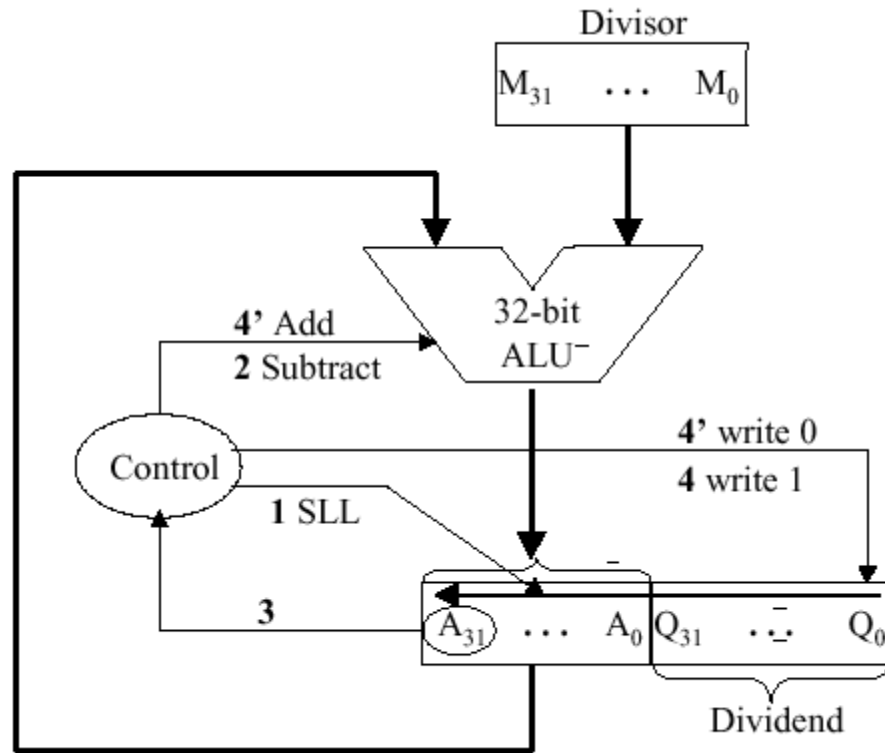 Divisor
M31 ... M0
32-bit
ALU–
4’ Add
2 Subtract
Control
4’ write 0
4 write 1
1 SLL
3
A31 ... A0 Q31 ... Q0
Dividend